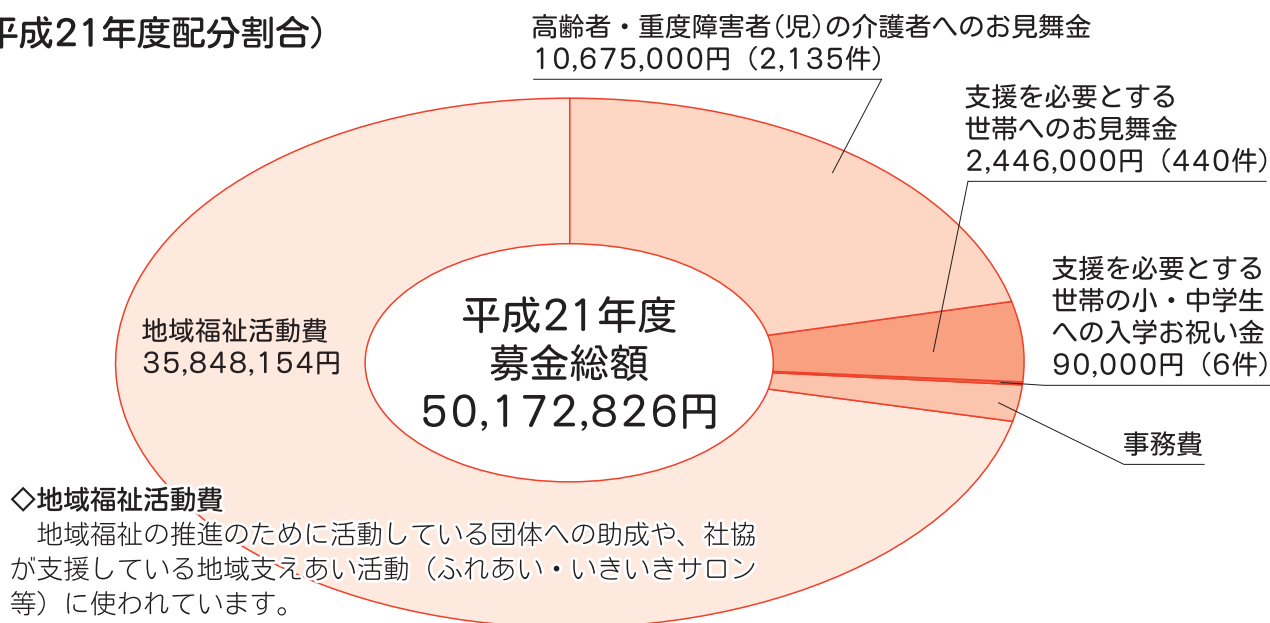 平成21年度配分割合）
高齢者・重度障害者（児）の介護者へのお見舞金
10,675,000円（2,135件）
支援を必要とする
世帯へのお見舞金
2,446,000円（440件）
支援を必要とする
世帯の小・中学生
への入学お祝い金
90,000円（6件）
事務費
地域福祉活動費
35,848,154円
平成21年度
募金総額
50,172,826円
◇地域福祉活動費
　地域福祉の推進のために活動している団体への助成や、社協
が支援している地域支えあい活動（ふれあい・いきいきサロン
等）に使われています。